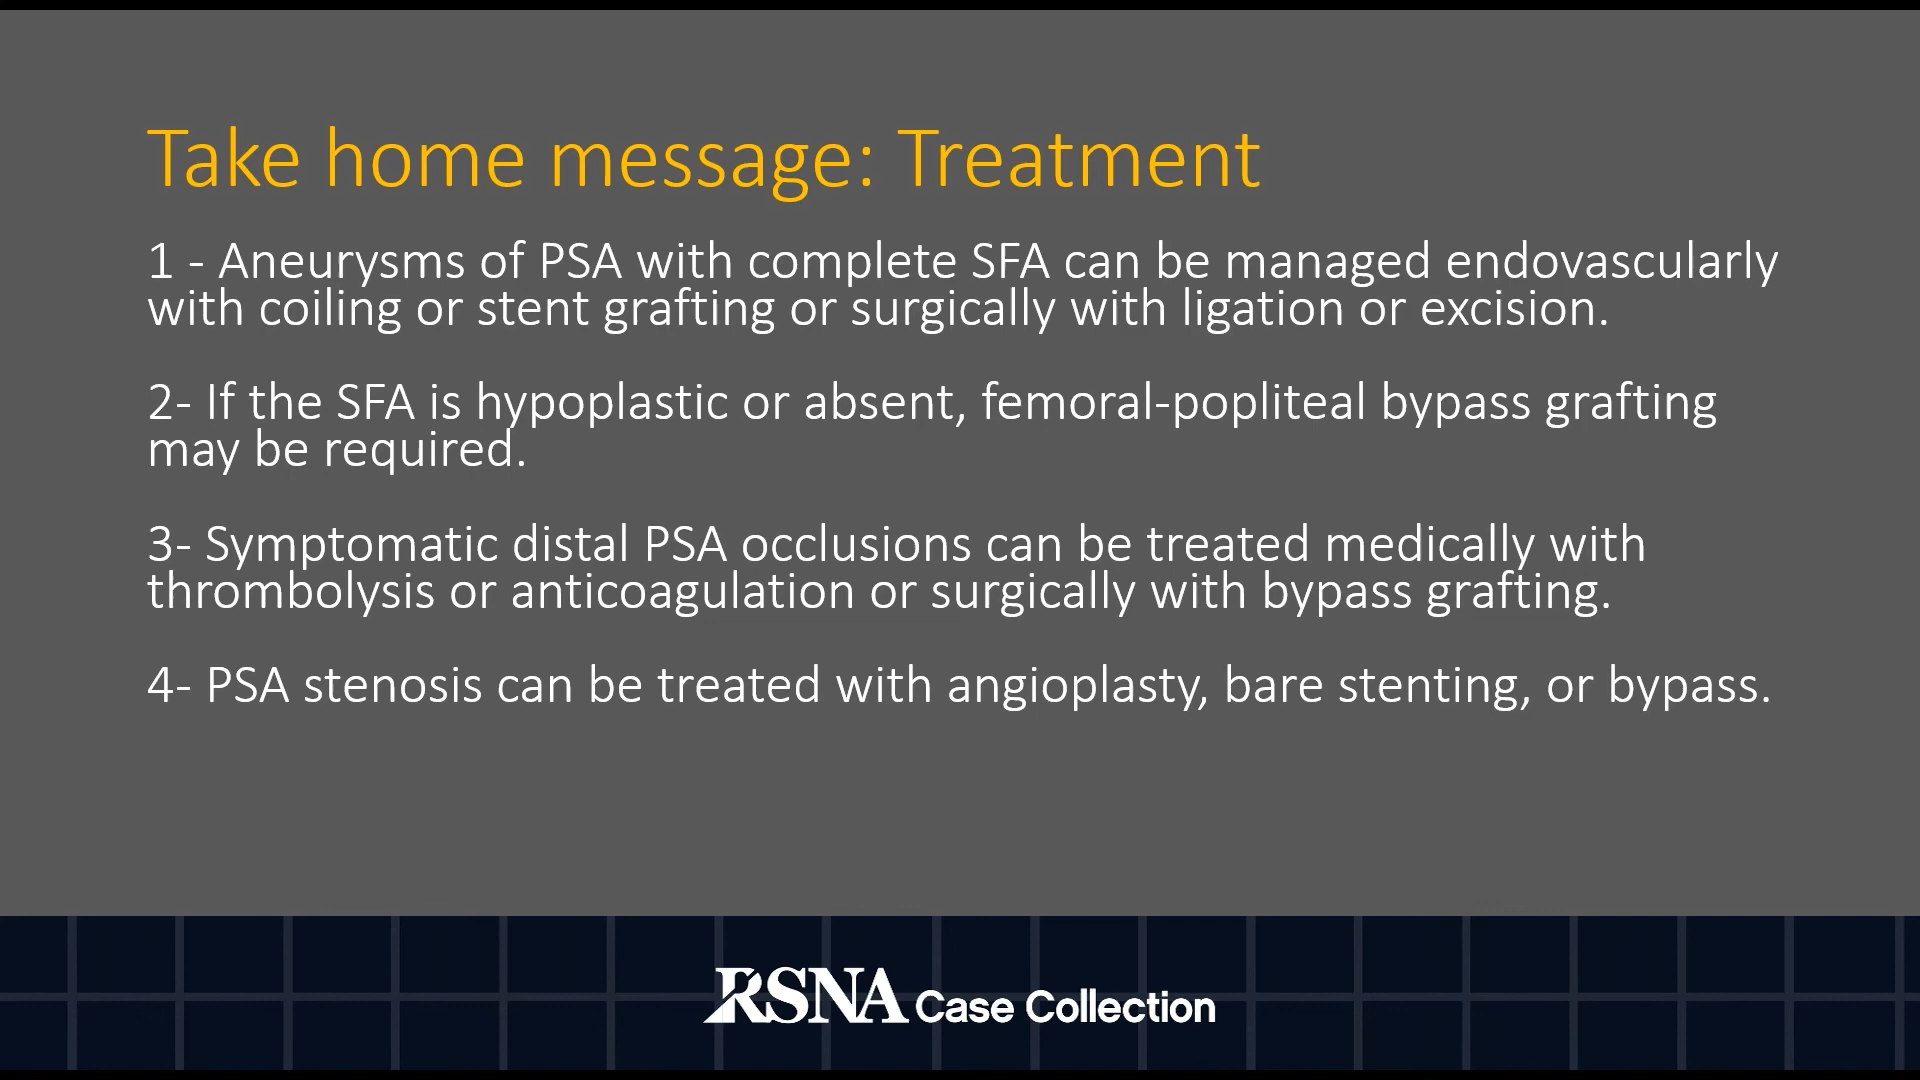 Take home message: Treatment
1 - Aneurysms of PSA with complete SFA can be managed endovascularly
with coiling or stent grafting or surgically with ligation or excision.
2- If the SFA is hypoplastic or absent, femoral-popliteal bypass grafting
may be required.
3- Symptomatic distal PSA occlusions can be treated medically with
thrombolysis or anticoagulation or surgically with bypass grafting.
4- PSA stenosis can be treated with angioplasty, bare stenting, or bypass.
RSNA Case Collection